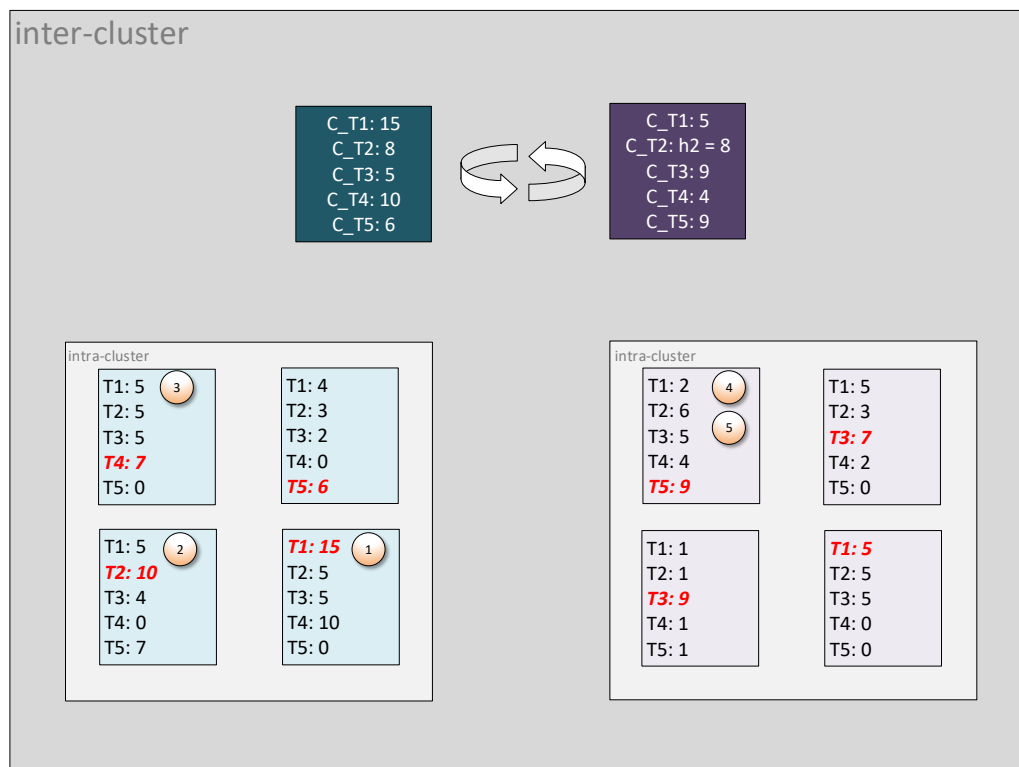 inter-cluster
C_T1: 15
C_T2: 8
C_T3: 5
C_T4: 10
C_T5: 6
C_T1: 5
C_T2: h2 = 8
C_T3: 9
C_T4: 4
C_T5: 9
intra-cluster
T1: 5
3
T2: 5
T3: 5
T4: 7
T5: 0
T1: 4
T2: 3
T3: 2
T4: 0
T5: 6
T1: 5
2
T2: 10
T3: 4
T4: 0
T5: 7
T1: 15
1
T2: 5
T3: 5
T4: 10
T5: 0
intra-cluster
T1: 2
4
T2: 6
5
T3: 5
T4: 4
T5: 9
T1: 5
T2: 3
T3: 7
T4: 2
T5: 0
T1: 1
T2: 1
T3: 9
T4: 1
T5: 1
T1: 5
T2: 5
T3: 5
T4: 0
T5: 0